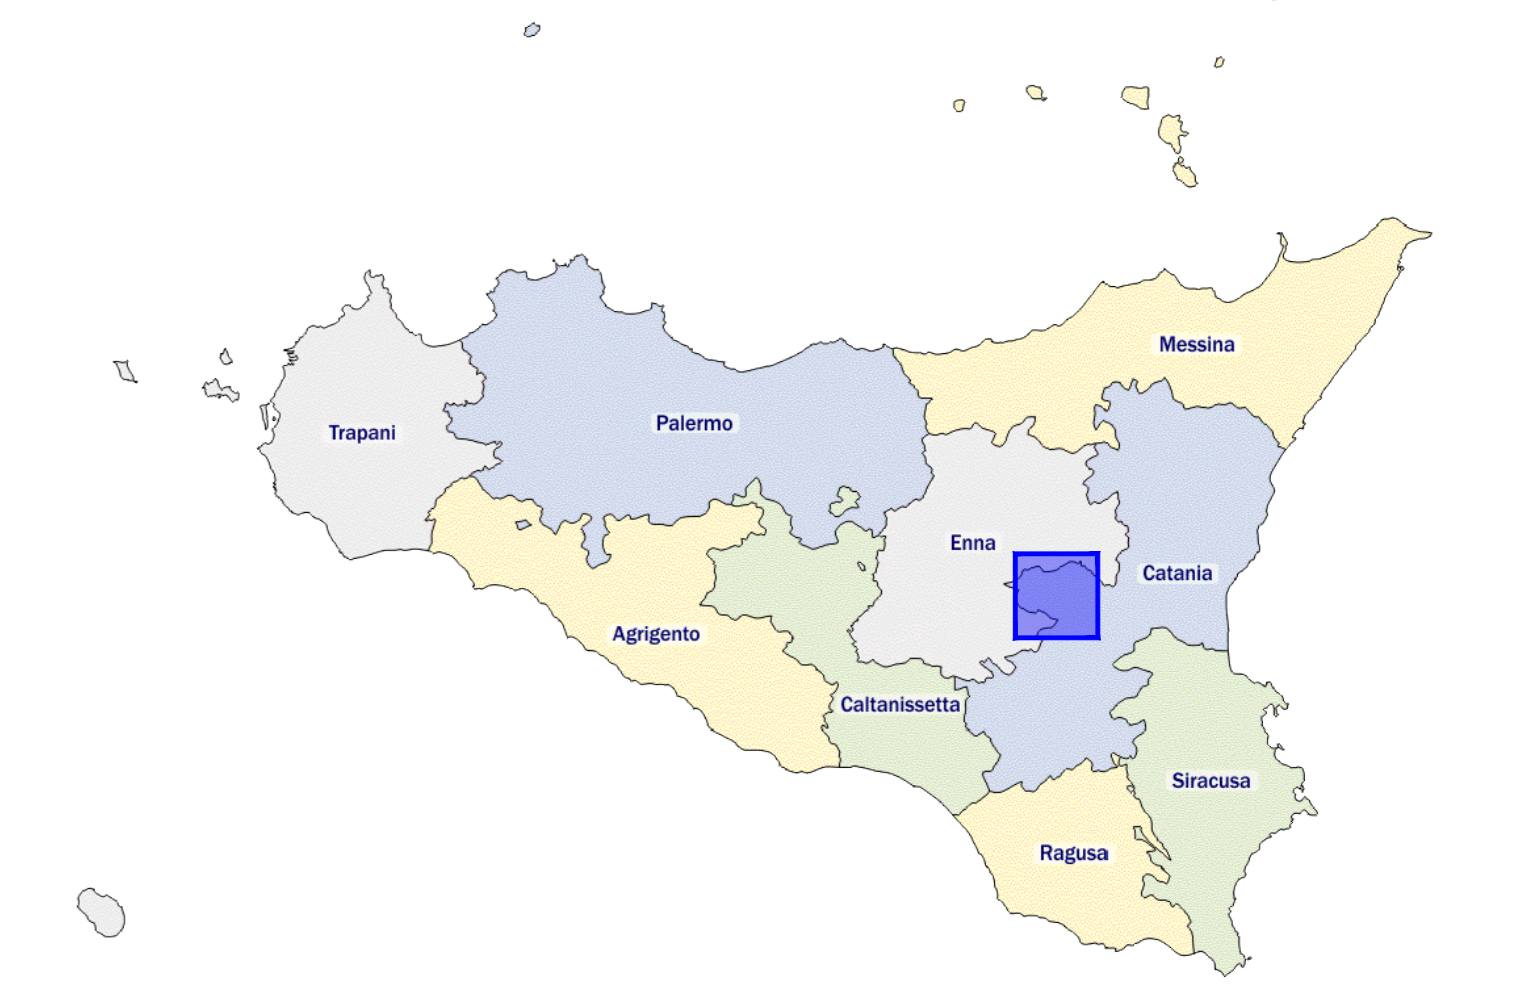 Messina
Palermo
Trapani
Enna
Catania
Agrigento
Caltanissetta
Siracusa
Ragusa